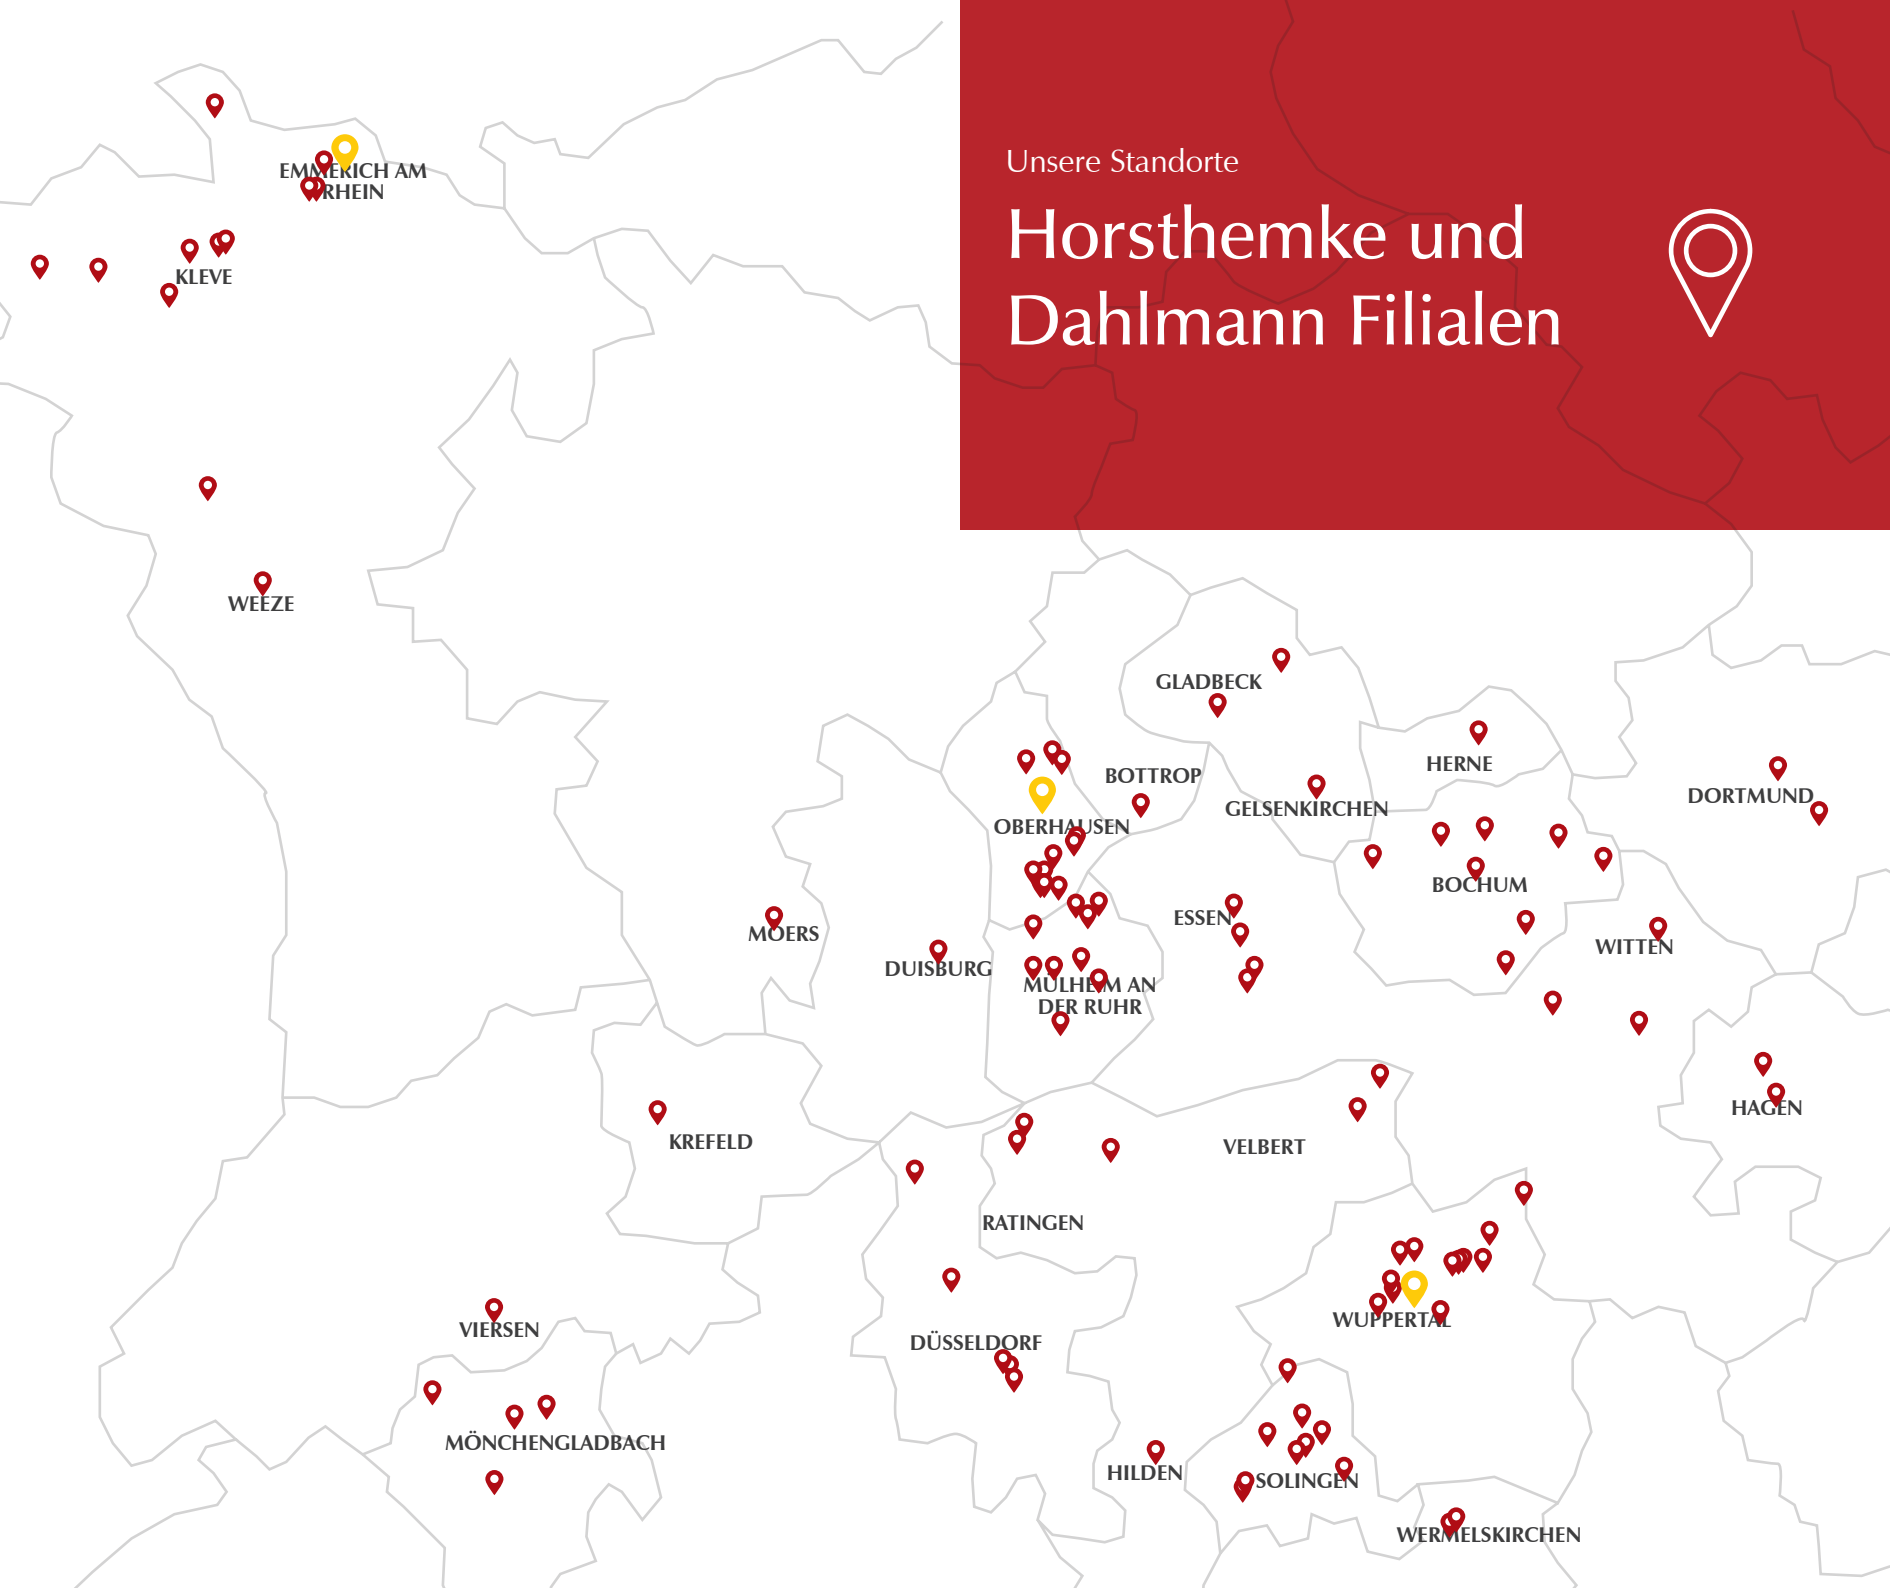 Unsere Standorte
Horsthemke und
Dahlmann Filialen
EMMERICH AM
RHEIN
KLEVE
WEEZE
GLADBECK
HERNE
BOTTROP
DORTMUND
GELSENKIRCHEN
OBERHAUSEN
BOCHUM
ESSEN
MOERS
WITTEN
DUISBURG
MÜLHEIM AN
DER RUHR
HAGEN
KREFELD
VELBERT
RATINGEN
WUPPERTAL
VIERSEN
DÜSSELDORF
MÖNCHENGLADBACH
HILDEN
SOLINGEN
WERMELSKIRCHEN